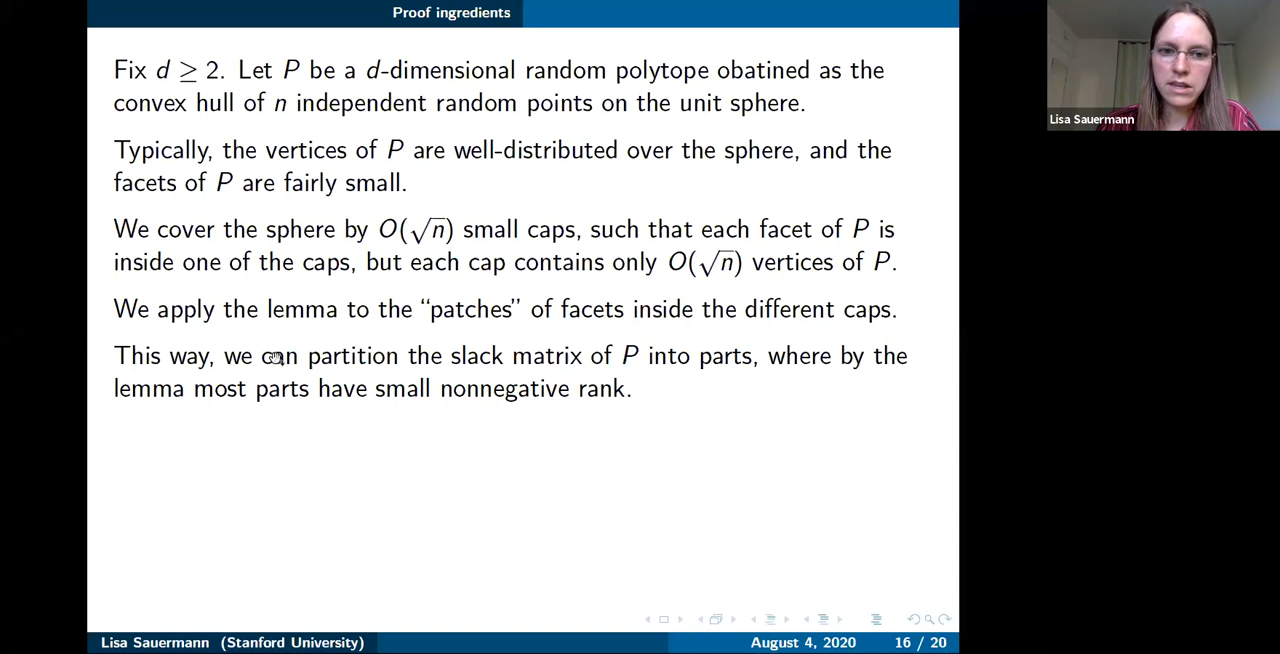 Proof ingredients
Fix d ≥ 2. Let P be a d-dimensional random polytope obatined as the
convex hull of n independent random points on the unit sphere.
Typically, the vertices of P are well-distributed over the sphere, and the
facets of P are fairly small.
We cover the sphere by O(√n) small caps, such that each facet of P is
inside one of the caps, but each cap contains only O(√n) vertices of P.
We apply the lemma to the “patches” of facets inside the different caps.
This way, we can partition the slack matrix of P into parts, where by the
lemma most parts have small nonnegative rank.
Lisa Sauermann (Stanford University)
August 4, 2020
16 / 20
Lisa Sauermann